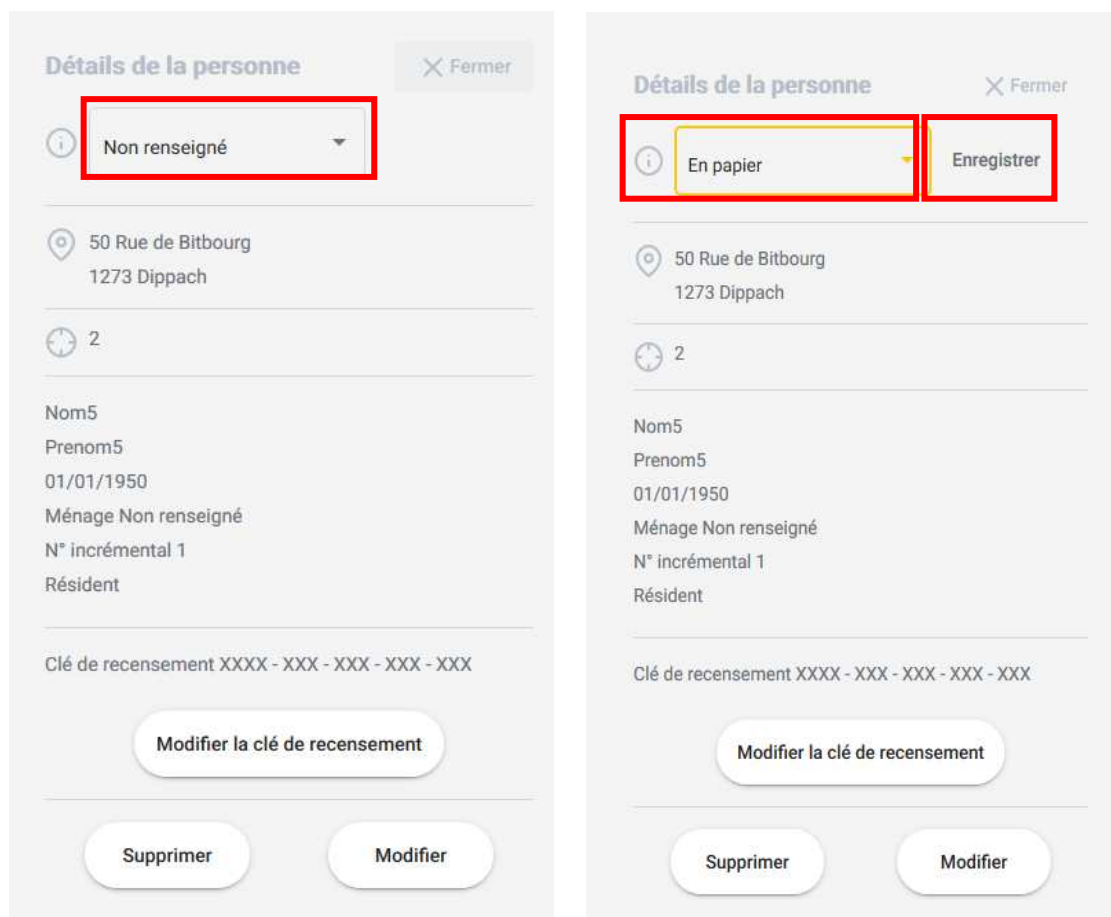 Détails de la personne
Fermer
Non renseigné
50 Rue de Bitbourg
1273 Dippach
2
Nom5
Prenom5
01/01/1950
Ménage Non renseigné
N° incrémental 1
Résident
Clé de recensement XXXX - XXX - XXX - XXX - XXX
Modifier la clé de recensement
Supprimer
Modifier
Détails de la personne
Fermer
En papier
Enregistrer
50 Rue de Bitbourg
1273 Dippach
2
Nom5
Prenom5
01/01/1950
Ménage Non renseigné
N° incrémental 1
Résident
Clé de recensement XXXX - XXX - XXX - XXX - XXX
Modifier la clé de recensement
Supprimer
Modifier